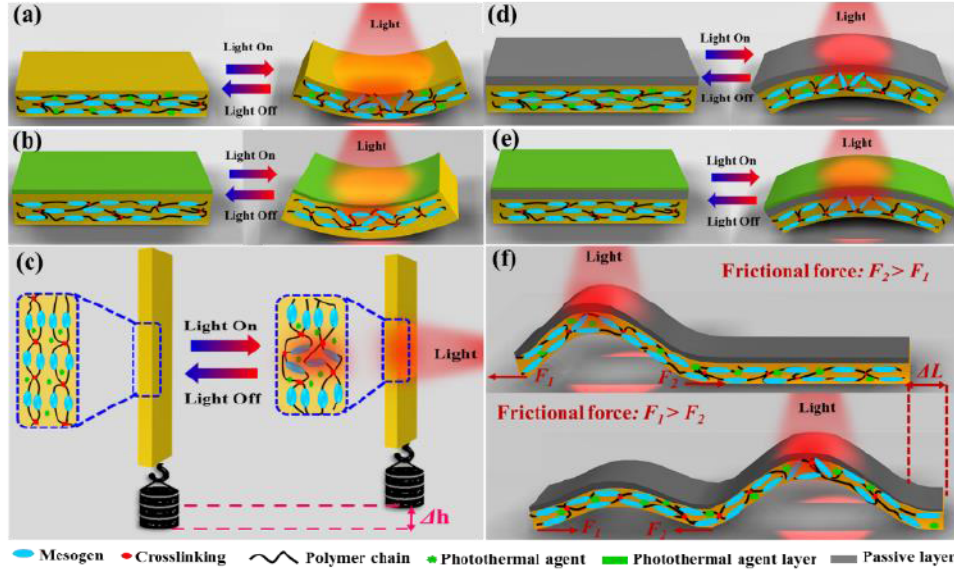 (a)
Light On
Light Off
Light
(d)
Light On
Light Off
Light
(b)
Light On
Light Off
Light
(e)
Light On
Light Off
Light
(c)
Light On
Light Off
Light
Δh
(f)
Light
Frictional force: F2 > F1
F1
F2
ΔL
Frictional force: F1 > F2
Light
F1
F2
Mesogen
Crosslinking
Polymer chain
Photothermal agent
Photothermal agent layer
Passive layer